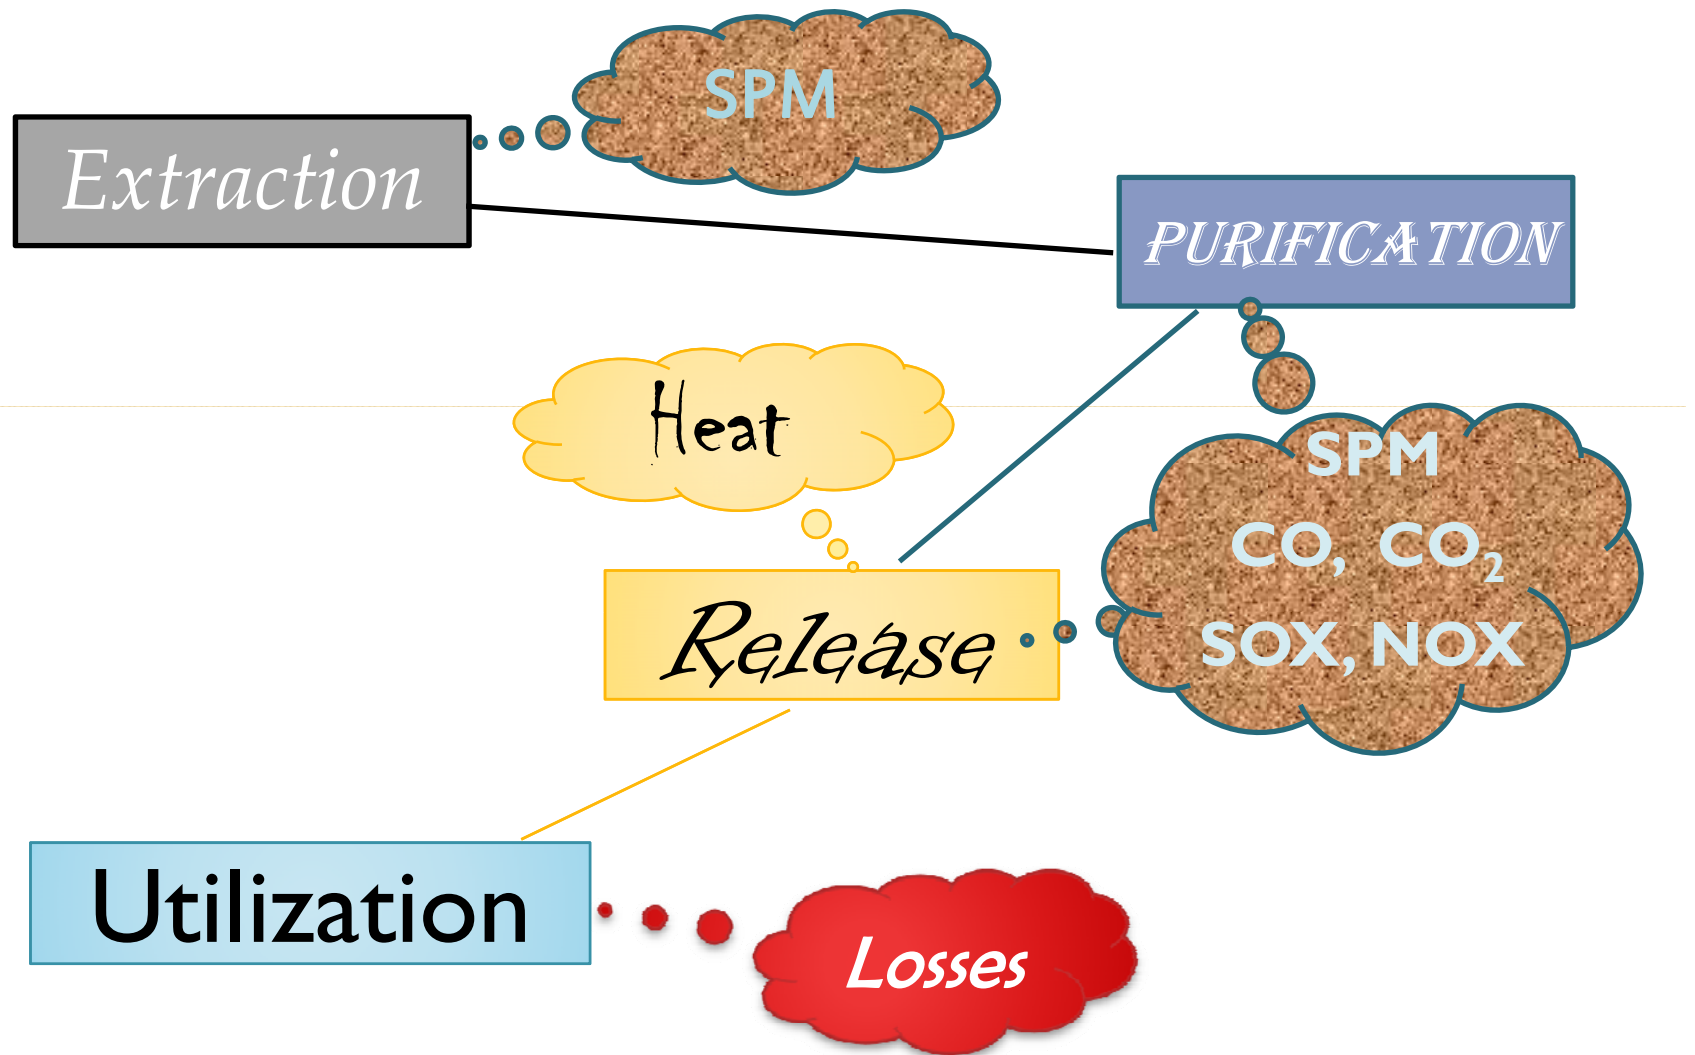 SPM
Extraction
PURIFICATION
Heat
SPM
CO, CO₂
SOX, NOX
Release
Utilization
Losses